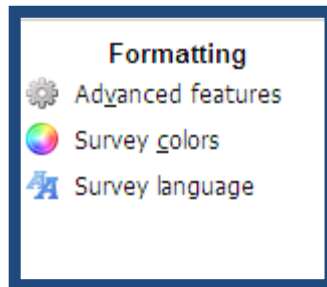 Formatting
Advanced features
Survey colors
Survey language